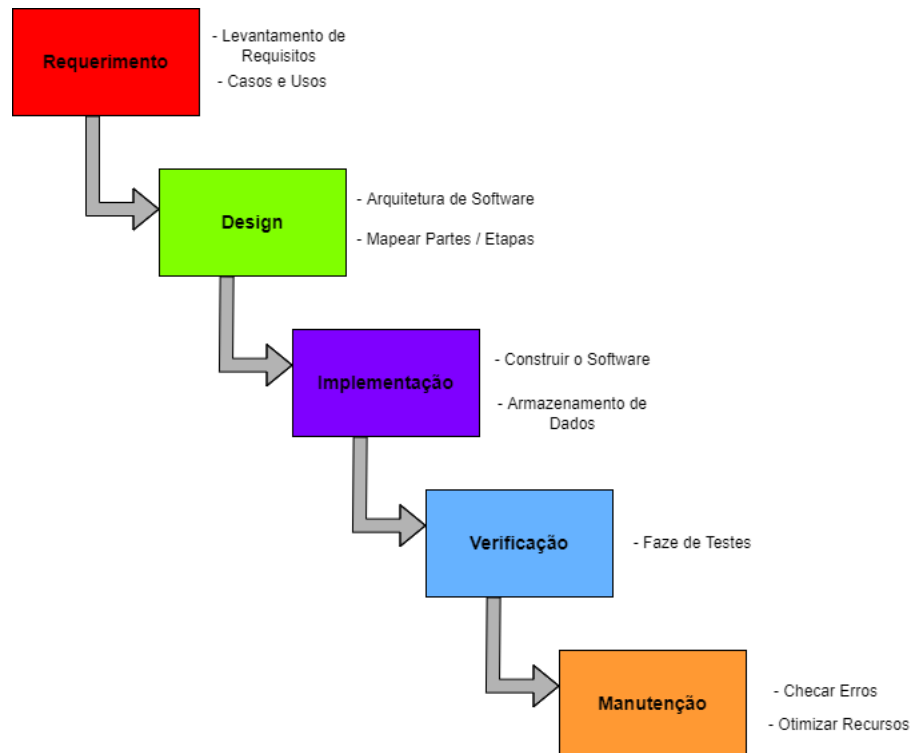 Requerimento
- Levantamento de
Requisitos
- Casos e Usos
Design
- Arquitetura de Software
- Mapear Partes / Etapas
Implementação
- Construir o Software
- Armazenamento de
Dados
Verificação
- Faze de Testes
Manutenção
- Checar Erros
- Otimizar Recursos